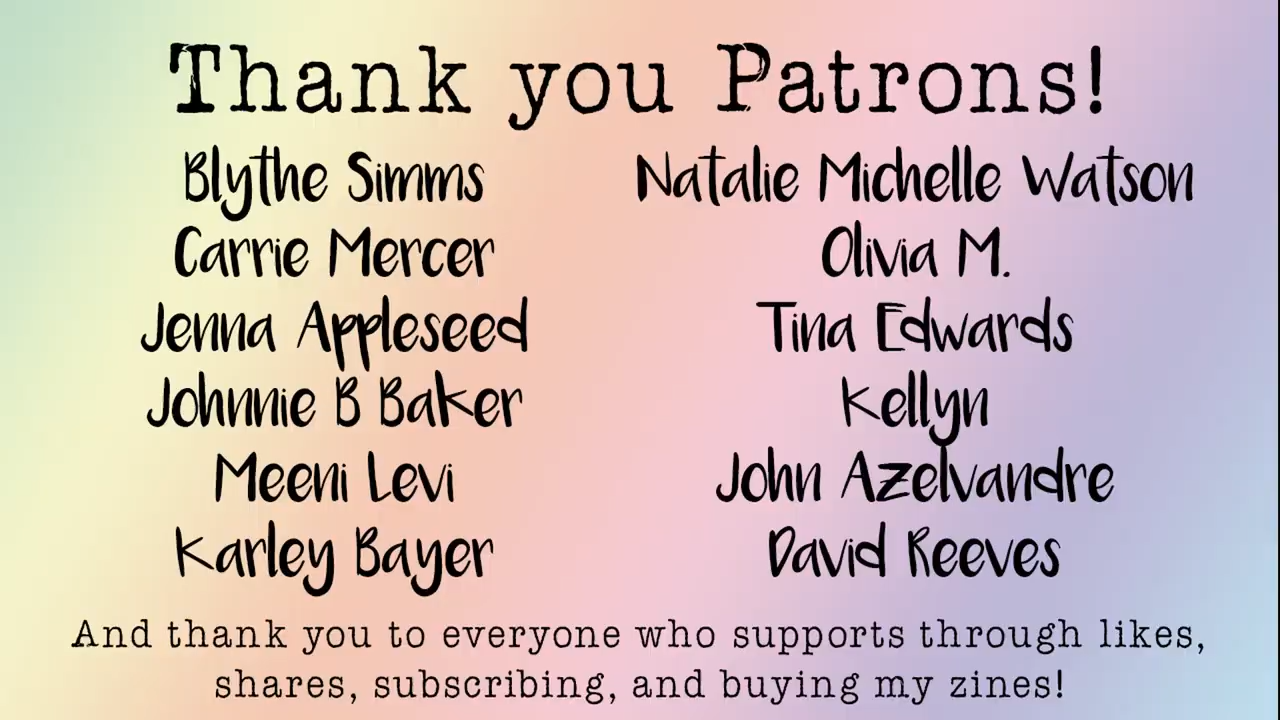 Thank you Patrons!
Blythe Simms
Carrie Mercer
Jenna Appleseed
Johnnie B Baker
Meeni Levi
Karley Bayer
Natalie Michelle Watson
Olivia M.
Tina Edwards
Kellyn
John Azelvandre
David Reeves
And thank you to everyone who supports through likes,
shares, subscribing, and buying my zines!